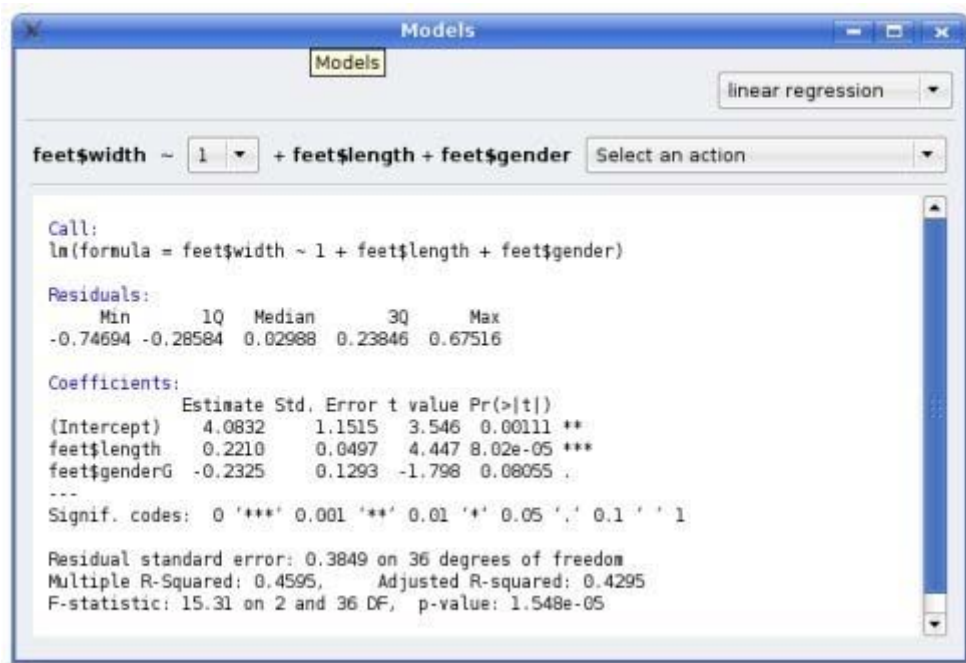 Models
Models
linear regression
feet$width ~ 1 + feet$length + feet$gender Select an action
Call:
lm(formula = feet$width ~ 1 + feet$length + feet$gender)
Residuals:
Min 1Q Median 3Q Max
-0.74694 -0.28584 0.02988 0.23846 0.67516
Coefficients:
Estimate Std. Error t value Pr(>|t|)
(Intercept) 4.0832 1.1515 3.546 0.00111 **
feet$length 0.2210 0.0497 4.447 8.02e-05 ***
feet$genderG -0.2325 0.1293 -1.798 0.08055 .
---
Signif. codes: 0 '***' 0.001 '**' 0.01 '*' 0.05 '.' 0.1 ' ' 1
Residual standard error: 0.3849 on 36 degrees of freedom
Multiple R-Squared: 0.4595, Adjusted R-squared: 0.4295
F-statistic: 15.31 on 2 and 36 DF, p-value: 1.548e-05